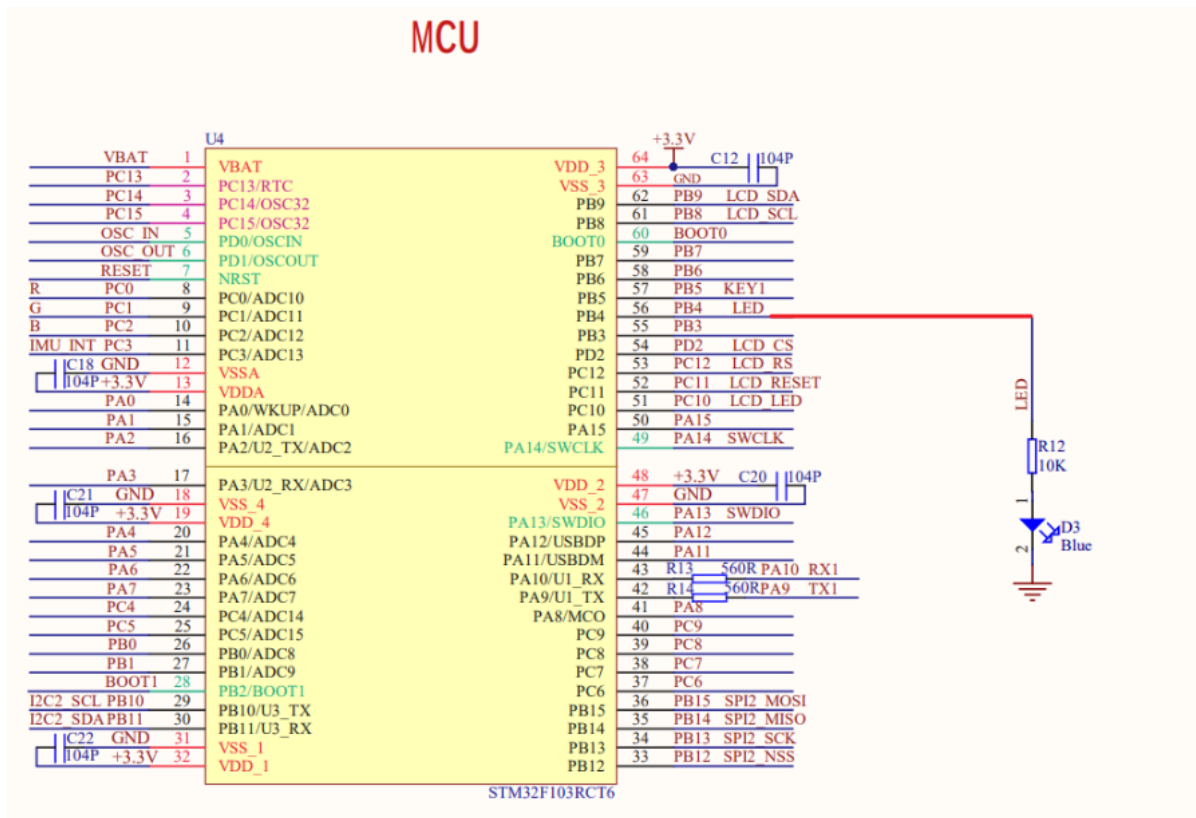 MCU
U4
+3.3V
VBAT 1 VBAT VDD_3 64 C12 104P
PC13 2 PC13/RTC VSS_3 63 GND
PC14 3 PC14/OSC32 PB9 62 PB9 LCD_SDA
PC15 4 PC15/OSC32 PB8 61 PB8 LCD_SCL
OSC_IN 5 PD0/OSCIN BOOT0 60 BOOT0
OSC_OUT 6 PD1/OSCOUT PB7 59 PB7
RESET 7 NRST PB6 58 PB6
R PC0 8 PC0/ADC10 PB5 57 PB5 KEY1
G PC1 9 PC1/ADC11 PB4 56 PB4 LED
B PC2 10 PC2/ADC12 PB3 55 PB3
IMU_INT PC3 11 PC3/ADC13 PD2 54 PD2 LCD_CS
C18 GND 12 VSSA PC12 53 PC12 LCD_RS
104P +3.3V 13 VDDA PC11 52 PC11 LCD_RESET
PA0 14 PA0/WKUP/ADC0 PC10 51 PC10 LCD_LED
PA1 15 PA1/ADC1 PA15 50 PA15
PA2 16 PA2/U2_TX/ADC2 PA14/SWCLK 49 PA14 SWCLK
LED
R12
10K
PA3 17 PA3/U2_RX/ADC3 VDD_2 48 +3.3V C20 104P
C21 GND 18 VSS_4 VSS_2 47 GND
104P +3.3V 19 VDD_4 PA13/SWDIO 46 PA13 SWDIO
PA4 20 PA4/ADC4 PA12/USBDP 45 PA12
PA5 21 PA5/ADC5 PA11/USBDM 44 PA11
PA6 22 PA6/ADC6 PA10/U1_RX 43 R13 560R PA10 RX1
PA7 23 PA7/ADC7 PA9/U1_TX 42 R14 560R PA9 TX1
PC4 24 PC4/ADC14 PA8/MCO 41 PA8
PC5 25 PC5/ADC15 PC9 40 PC9
PB0 26 PB0/ADC8 PC8 39 PC8
PB1 27 PB1/ADC9 PC7 38 PC7
BOOT1 28 PB2/BOOT1 PC6 37 PC6
I2C2_SCL PB10 29 PB10/U3_TX PB15 36 PB15 SPI2_MOSI
I2C2_SDA PB11 30 PB11/U3_RX PB14 35 PB14 SPI2_MISO
C22 GND 31 VSS_1 PB13 34 PB13 SPI2_SCK
104P +3.3V 32 VDD_1 PB12 33 PB12 SPI2_NSS
1
D3
Blue
2
STM32F103RCT6